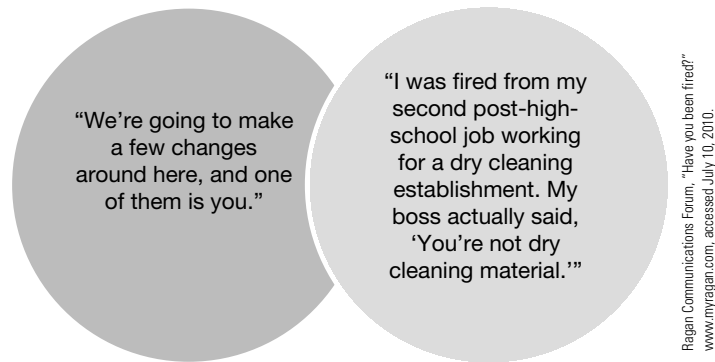 “We’re going to make
a few changes
around here, and one
of them is you.”
“I was fired from my
second post-high-
school job working
for a dry cleaning
establishment. My
boss actually said,
‘You’re not dry
cleaning material.’”
Ragan Communications Forum, “Have you been fired?”
www.myragan.com, accessed July 10, 2010.